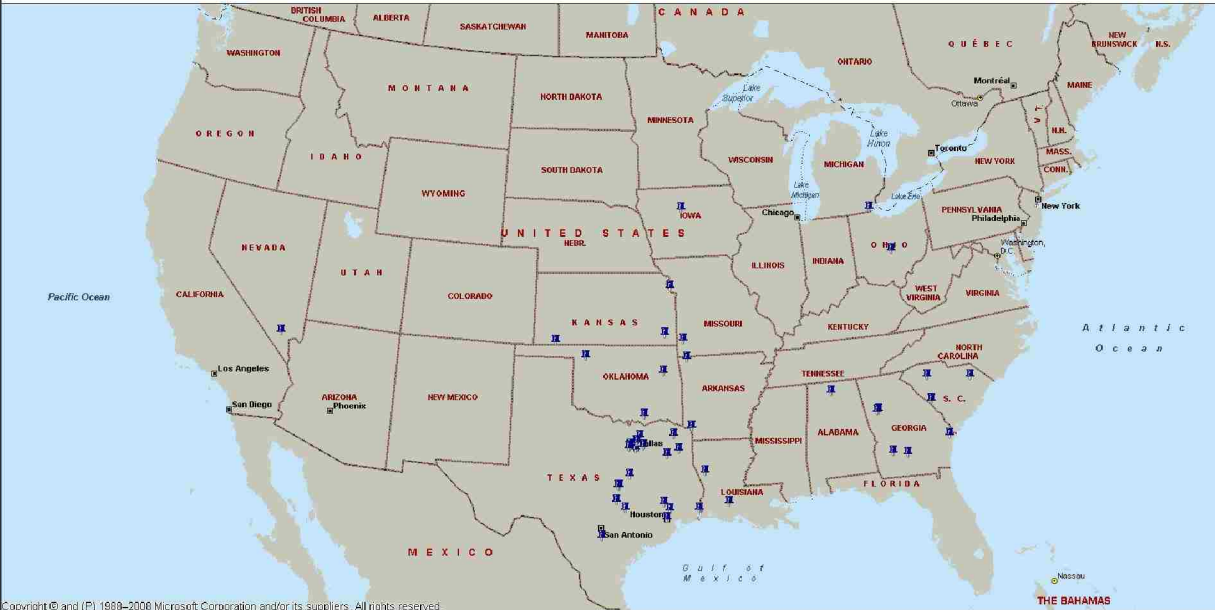 CANADA
BRITISH
COLUMBIA
ALBERTA
SASKATCHEWAN
MANITOBA
ONTARIO
QUÉBEC
NEW
BRUNSWICK
N.S.
WASHINGTON
MONTANA
NORTH DAKOTA
MINNESOTA
Lake
Superior
Montréal
Ottawa
MAINE
OREGON
IDAHO
SOUTH DAKOTA
WISCONSIN
MICHIGAN
Lake
Huron
Toronto
VT.
N.H.
MASS.
CONN.
NEW YORK
WYOMING
Lake
Michigan
Lake Erie
IOWA
Chicago
PENNSYLVANIA
Philadelphia
New York
UNITED STATES
NEBR.
NEVADA
UTAH
COLORADO
ILLINOIS
INDIANA
OHIO
Washington,
D.C.
WEST
VIRGINIA
VIRGINIA
Pacific Ocean
CALIFORNIA
KANSAS
MISSOURI
KENTUCKY
Atlantic
Ocean
NORTH
CAROLINA
TENNESSEE
Los Angeles
San Diego
ARIZONA
Phoenix
NEW MEXICO
OKLAHOMA
ARKANSAS
S. C.
MISSISSIPPI
ALABAMA
GEORGIA
Dallas
TEXAS
LOUISIANA
FLORIDA
Houston
San Antonio
MEXICO
Gulf of
Mexico
Nassau
THE BAHAMAS
Copyright © and (P) 1988–2008 Microsoft Corporation and/or its suppliers. All rights reserved